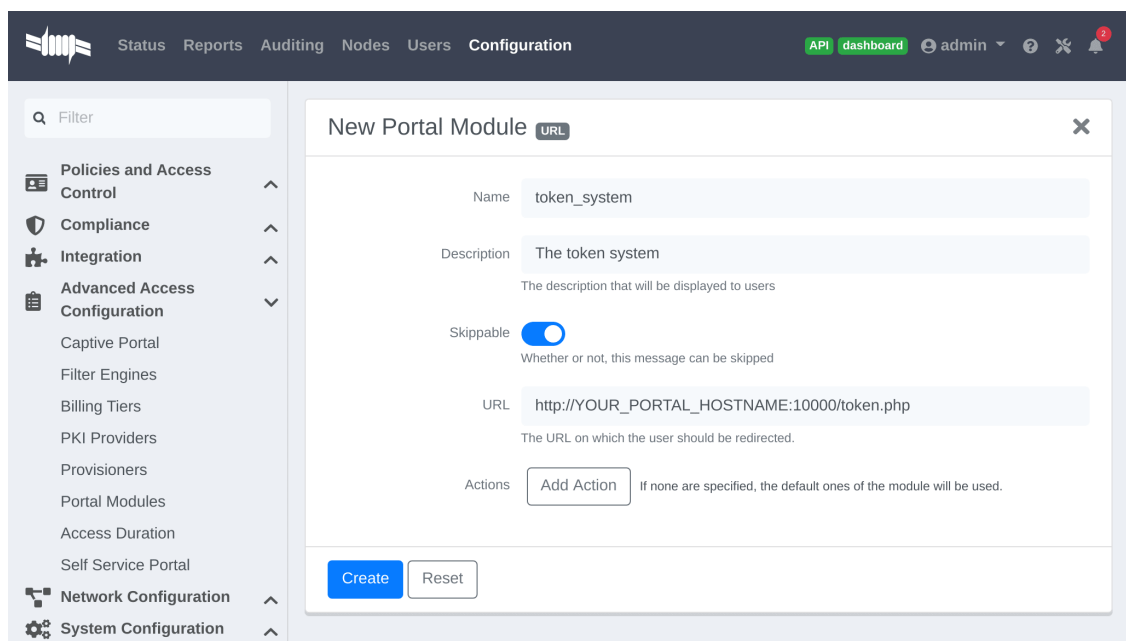 Status Reports Auditing Nodes Users Configuration API dashboard admin 2
Filter
Policies and Access
Control
Compliance
Integration
Advanced Access
Configuration
Captive Portal
Filter Engines
Billing Tiers
PKI Providers
Provisioners
Portal Modules
Access Duration
Self Service Portal
Network Configuration
System Configuration
New Portal Module URL
Name token_system
Description The token system
The description that will be displayed to users
Skippable
Whether or not, this message can be skipped
URL http://YOUR_PORTAL_HOSTNAME:10000/token.php
The URL on which the user should be redirected.
Actions Add Action If none are specified, the default ones of the module will be used.
Create Reset